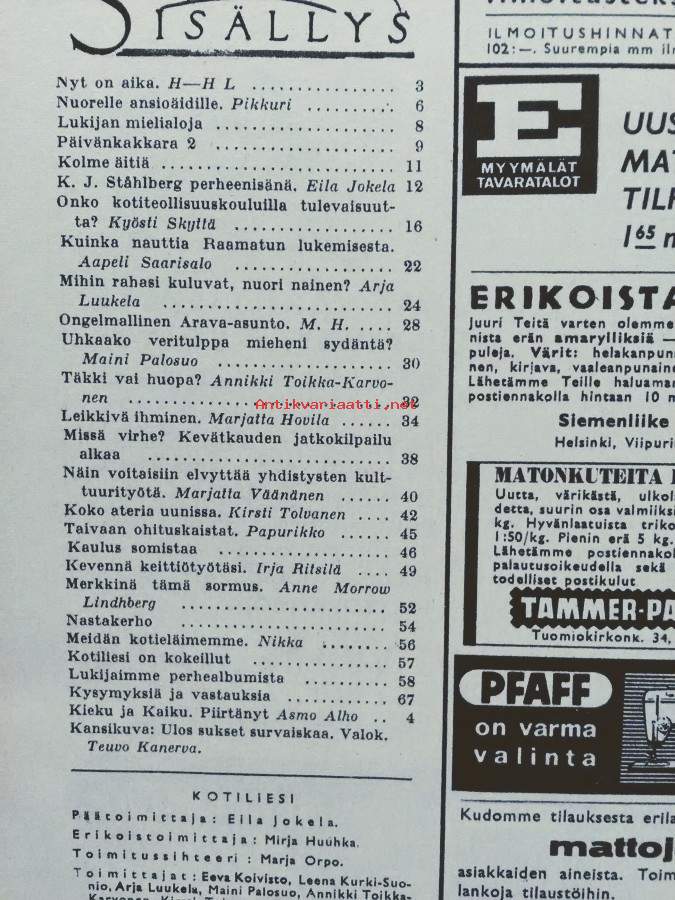 SISÄLLYS
Nyt on aika. H—H L 3
Nuorelle ansioäidille. Pikkuri 6
Lukijan mielialoja 8
Päivänkakkara 2 9
Kolme äitiä 11
K. J. Ståhlberg perheenisänä. Eila Jokela 12
Onko kotiteollisuuskouluilla tulevaisuut-
ta? Kyösti Skyttä 16
Kuinka nauttia Raamatun lukemisesta.
Aapeli Saarisalo 22
Mihin rahasi kuluvat, nuori nainen? Arja
Luukela 24
Ongelmallinen Arava-asunto. M. H. 28
Uhkaako veritulppa mieheni sydäntä?
Maini Palosuo 30
Täkki vai huopa? Annikki Toikka-Karvo-
nen 32
Antikvariaatti.net
Leikkivä ihminen. Marjatta Hovila 34
Missä virhe? Kevätkauden jatkokilpailu
alkaa 38
Näin voitaisiin elvyttää yhdistysten kult-
tuurityötä. Marjatta Väänänen 40
Koko ateria uunissa. Kirsti Tolvanen 42
Taivaan ohituskaistat. Papurikko 45
Kaulus somistaa 46
Kevennä keittiötyötäsi. Irja Ritsilä 49
Merkkinä tämä sormus. Anne Morrow
Lindhberg 52
Nastakerho 54
Meidän kotieläimemme. Nikka 56
Kotiliesi on kokeillut 57
Lukijaimme perhealbumista 58
Kysymyksiä ja vastauksia 67
Kieku ja Kaiku. Piirtänyt Asmo Alho 4
Kansikuva: Ulos sukset survaiskaa. Valok.
Teuvo Kanerva.
KOTILIESI
Päätoimittaja: Eila Jokela.
Erikoistoimittaja: Mirja Huuhka.
Toimitussihteeri: Marja Orpo.
Toimittajat: Eeva Koivisto, Leena Kurki-Suo-
nio, Arja Luukela, Maini Palosuo, Annikki Toikka-
ILMOITUSHINNAT
102:—. Suurempia mm
E
MYYMÄLÄT
TAVARATALOT
1 65
ERIKOISTA
Juuri Teitä varten olemme
nista erän amarylliksiä —
puleja. Värit: helakanpun
nen, kirjava, vaaleanpunaine
Lähetämme Teille haluama
postiennakolla hintaan 10 m
Siemenliike
Helsinki, Viipuri
MATONKUTEITA
Uutta, värikästä, ulkol
detta, suurin osa valmiiks
kg. Hyvänlaatuista triko
1:50/kg. Pienin erä 5 kg.
Lähetämme postiennakol
palautusoikeudella sekä
todelliset postikulut
TAMMER-PA
Tuomiokirkonk. 34,
PFAFF
on varma
valinta
Kudomme tilauksesta erila
mattoj
asiakkaiden aineista. Toim
lankoja tilaustöihin.